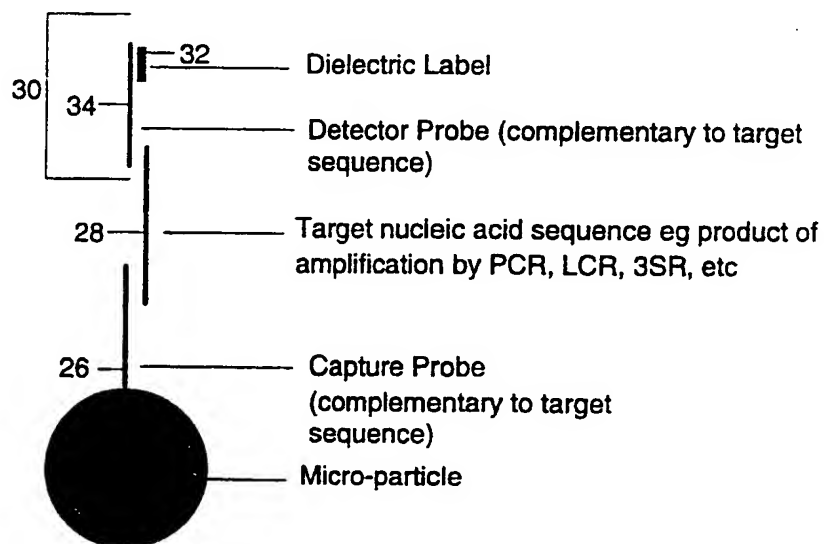 32
Dielectric Label
30
34
Detector Probe (complementary to target
sequence)
28
Target nucleic acid sequence eg product of
amplification by PCR, LCR, 3SR, etc
26
Capture Probe
(complementary to target
sequence)
Micro-particle